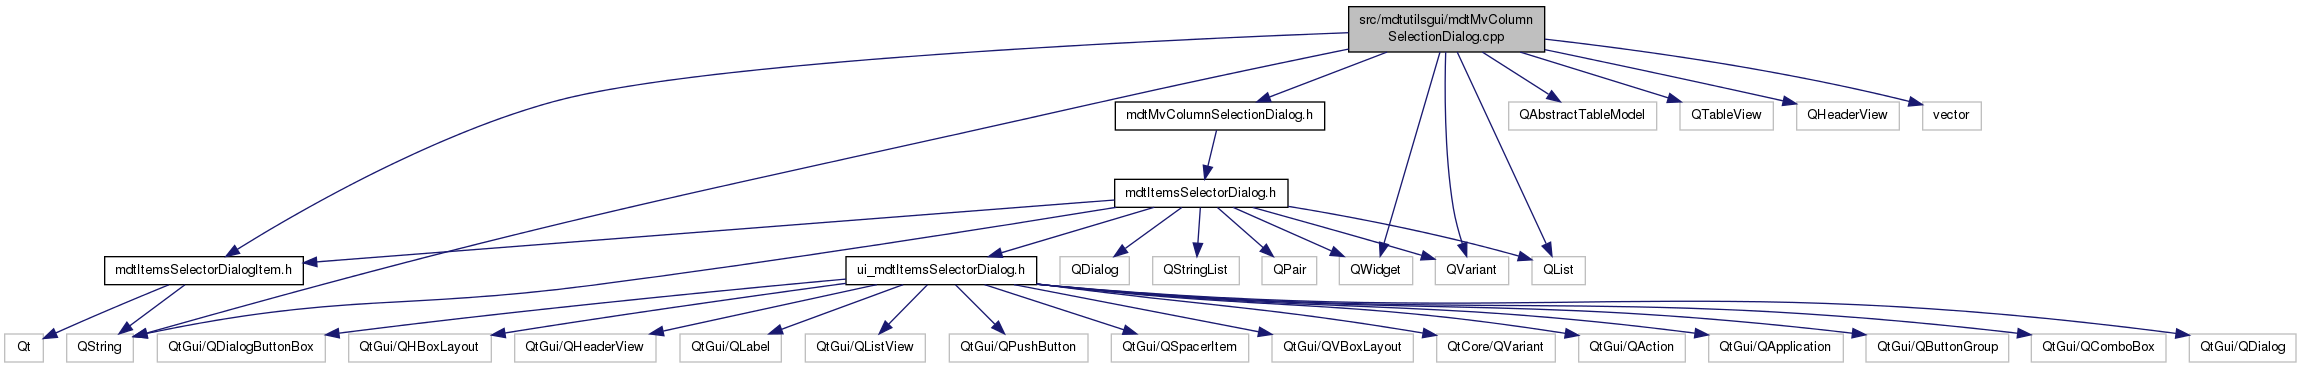 src/mdtutilsgui/mdtMvColumn
SelectionDialog.cpp
mdtMvColumnSelectionDialog.h
QAbstractTableModel
QTableView
QHeaderView
vector
mdtItemsSelectorDialog.h
mdtItemsSelectorDialogItem.h
ui_mdtItemsSelectorDialog.h
QDialog
QStringList
QPair
QWidget
QVariant
QList
Qt
QString
QtGui/QDialogButtonBox
QtGui/QHBoxLayout
QtGui/QHeaderView
QtGui/QLabel
QtGui/QListView
QtGui/QPushButton
QtGui/QSpacerItem
QtGui/QVBoxLayout
QtCore/QVariant
QtGui/QAction
QtGui/QApplication
QtGui/QButtonGroup
QtGui/QComboBox
QtGui/QDialog